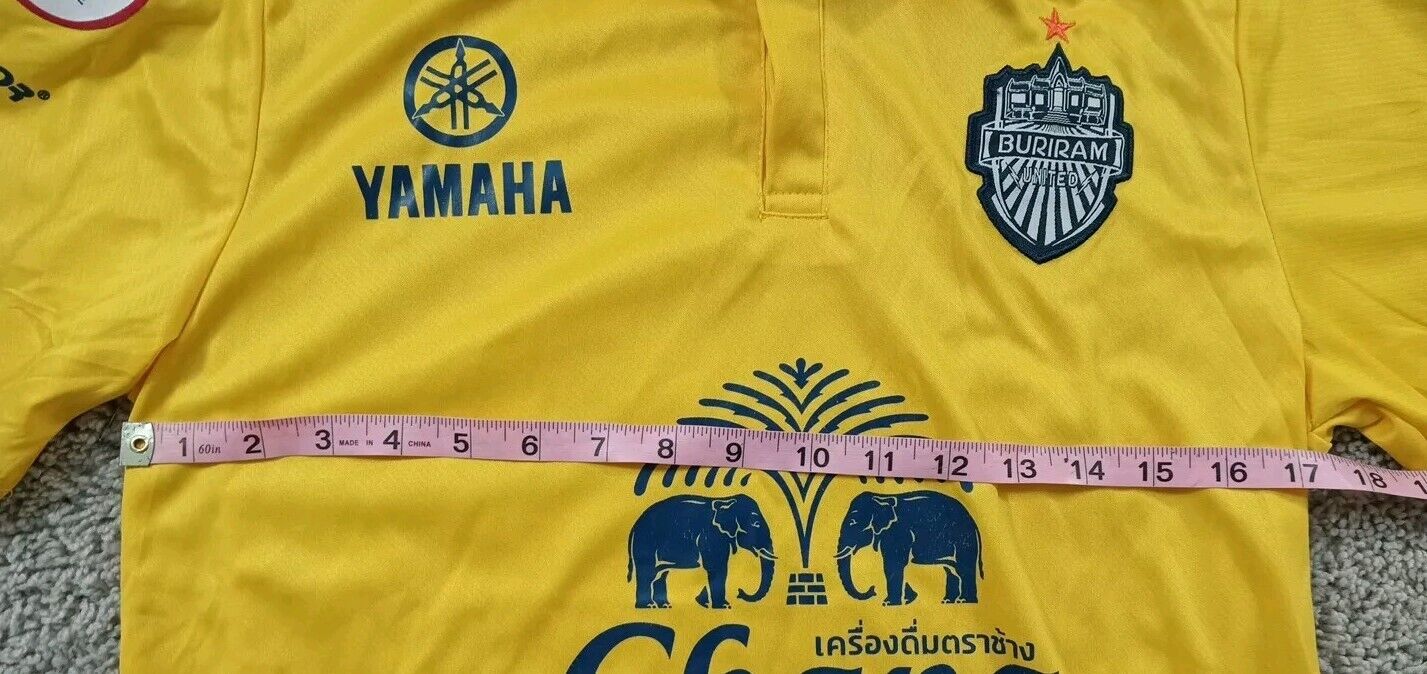 YAMAHA
BURIRAM
UNITED
1 60in 2 3 MADE IN 4 CHINA 5 6 7 8 9 10 11 12 13 14 15 16 17 18
เครื่องดื่มตราช้าง
Chang